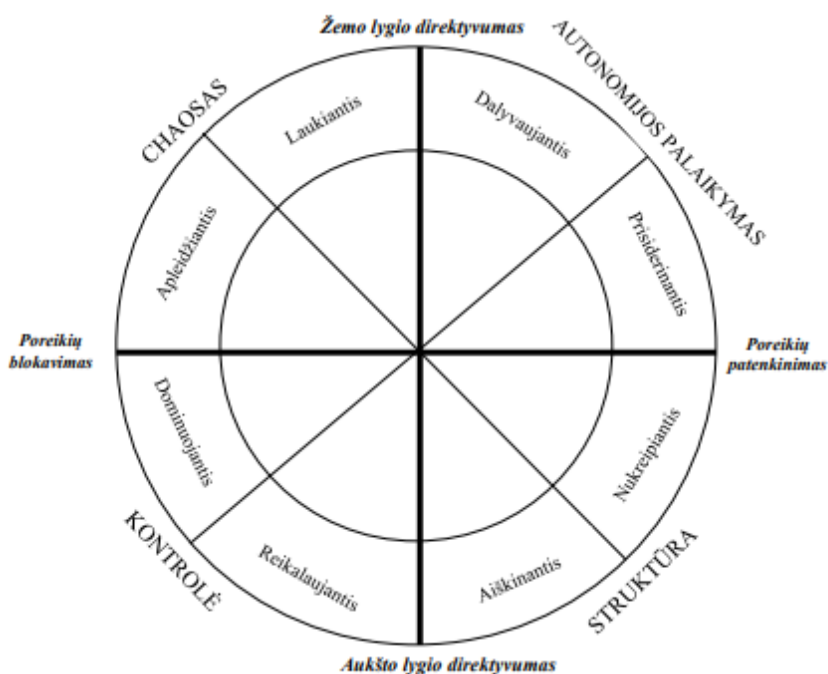 Žemo lygio direktyvumas
AUTONOMIJOS PALAIKYMAS
CHAOSAS
Laukiantis
Dalyvaujantis
Apleidžiantis
Prisiderinantis
Poreikių
blokavimas
Poreikių
patenkinimas
Dominuojantis
Nukreipiantis
KONTROLĖ
Reikalaujantis
Aiškinantis
STRUKTŪRA
Aukšto lygio direktyvumas